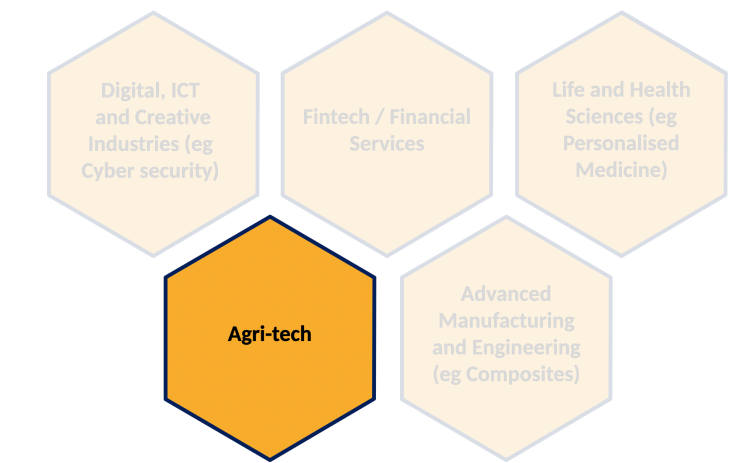 Digital, ICT
and Creative
Industries (eg
Cyber security)
Fintech / Financial
Services
Life and Health
Sciences (eg
Personalised
Medicine)
Agri-tech
Advanced
Manufacturing
and Engineering
(eg Composites)